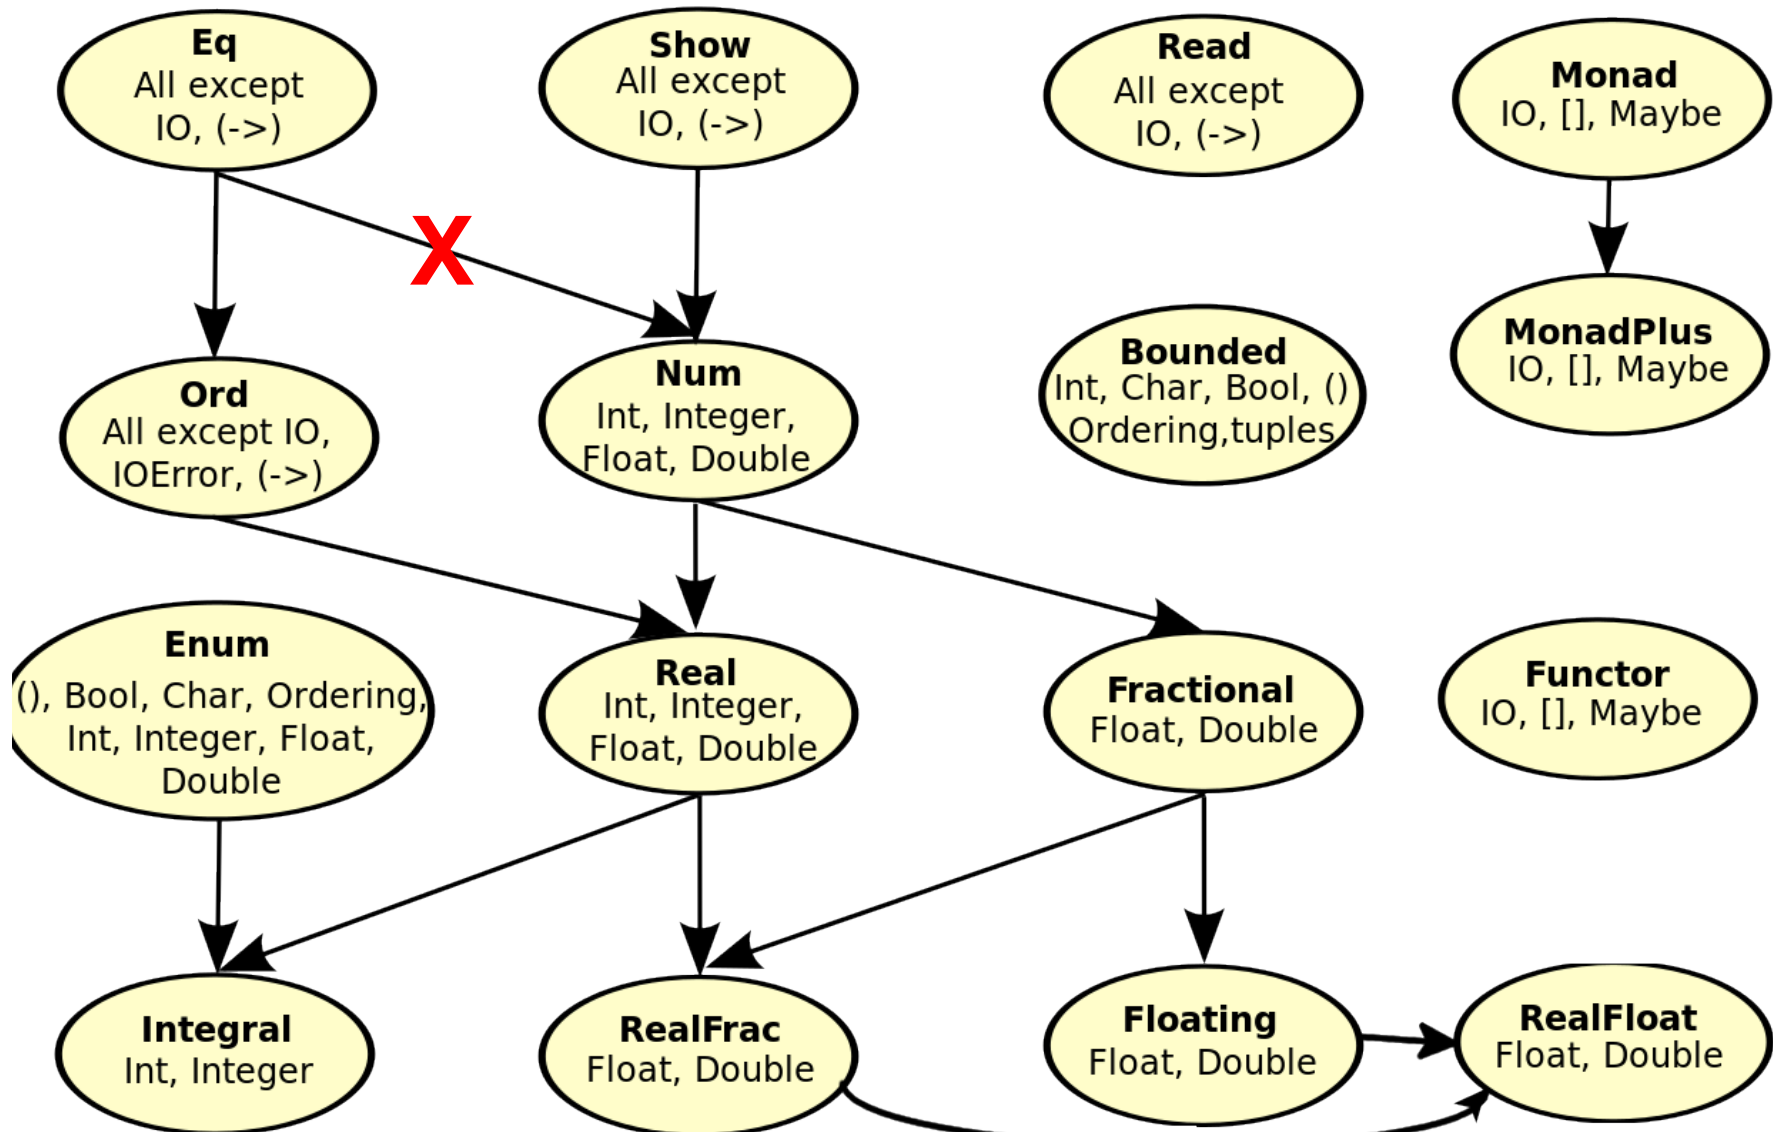 Eq
All except
IO, (->)
Show
All except
IO, (->)
Read
All except
IO, (->)
Monad
IO, [], Maybe
X
Ord
All except IO,
IOError, (->)
Num
Int, Integer,
Float, Double
Bounded
Int, Char, Bool, ()
Ordering,tuples
MonadPlus
IO, [], Maybe
Enum
(), Bool, Char, Ordering,
Int, Integer, Float,
Double
Real
Int, Integer,
Float, Double
Fractional
Float, Double
Functor
IO, [], Maybe
Integral
Int, Integer
RealFrac
Float, Double
Floating
Float, Double
RealFloat
Float, Double